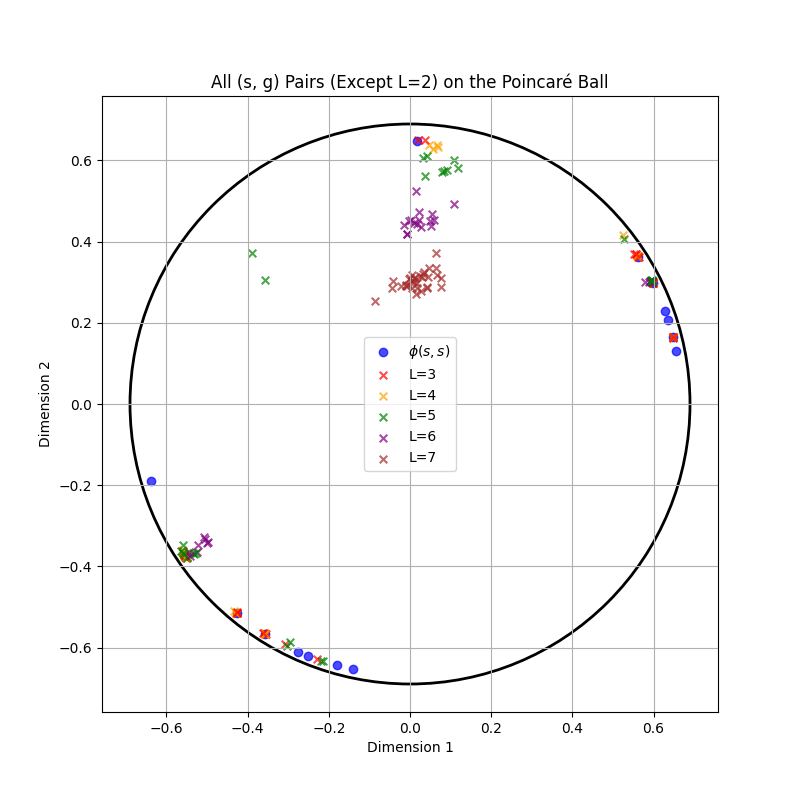 All (s, g) Pairs (Except L=2) on the Poincaré Ball
Dimension 2
0.6
0.4
0.2
0.0
−0.2
−0.4
−0.6
ϕ(s, s)
L=3
L=4
L=5
L=6
L=7
−0.6 −0.4 −0.2 0.0 0.2 0.4 0.6
Dimension 1